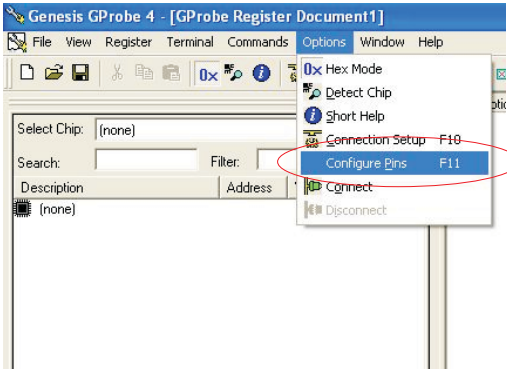 Genesis GProbe 4 - [GProbe Register Document1]
File View Register Terminal Commands Options Window Help
0x
0x Hex Mode
Detect Chip
Short Help
Connection Setup F10
Configure Pins F11
Connect
Disconnect
Select Chip: (none)
Search: Filter:
Description Address
(none)